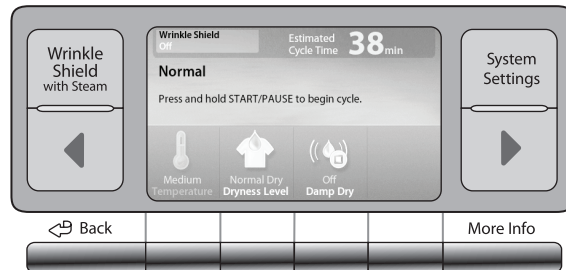 Wrinkle
Shield
with Steam
Wrinkle Shield
Off
Estimated
Cycle Time 38 min
Normal
Press and hold START/PAUSE to begin cycle.
Medium
Temperature
Normal Dry
Dryness Level
Off
Damp Dry
System
Settings
Back
More Info